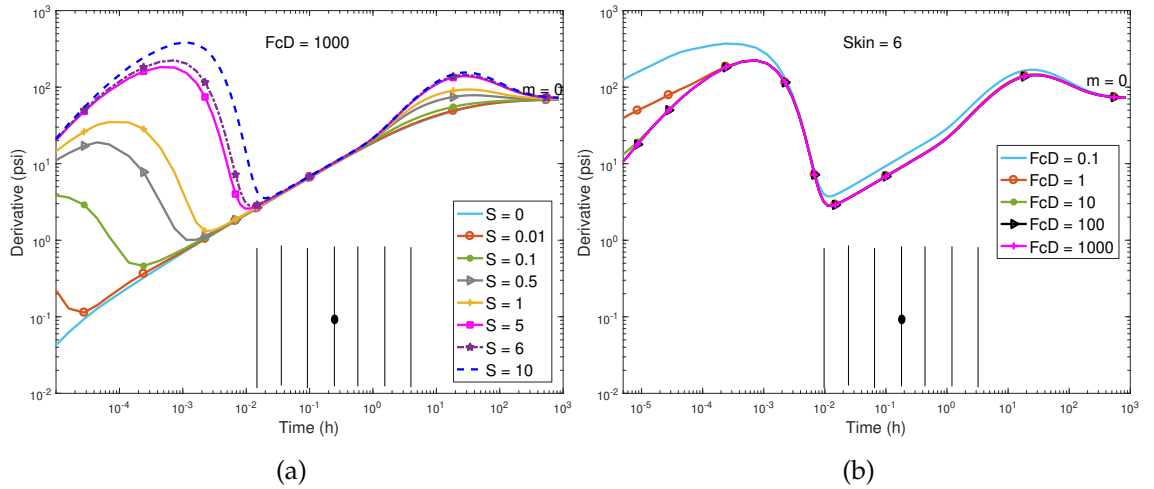 FcD = 1000
m = 0
Derivative (psi)
10^3
10^2
10^1
10^0
10^-1
10^-2
S = 0
S = 0.01
S = 0.1
S = 0.5
S = 1
S = 5
S = 6
S = 10
10^-4
10^-3
10^-2
10^-1
10^0
10^1
10^2
10^3
Time (h)
(a)
Skin = 6
m = 0
Derivative (psi)
10^3
10^2
10^1
10^0
10^-1
10^-2
FcD = 0.1
FcD = 1
FcD = 10
FcD = 100
FcD = 1000
10^-5
10^-4
10^-3
10^-2
10^-1
10^0
10^1
10^2
10^3
Time (h)
(b)